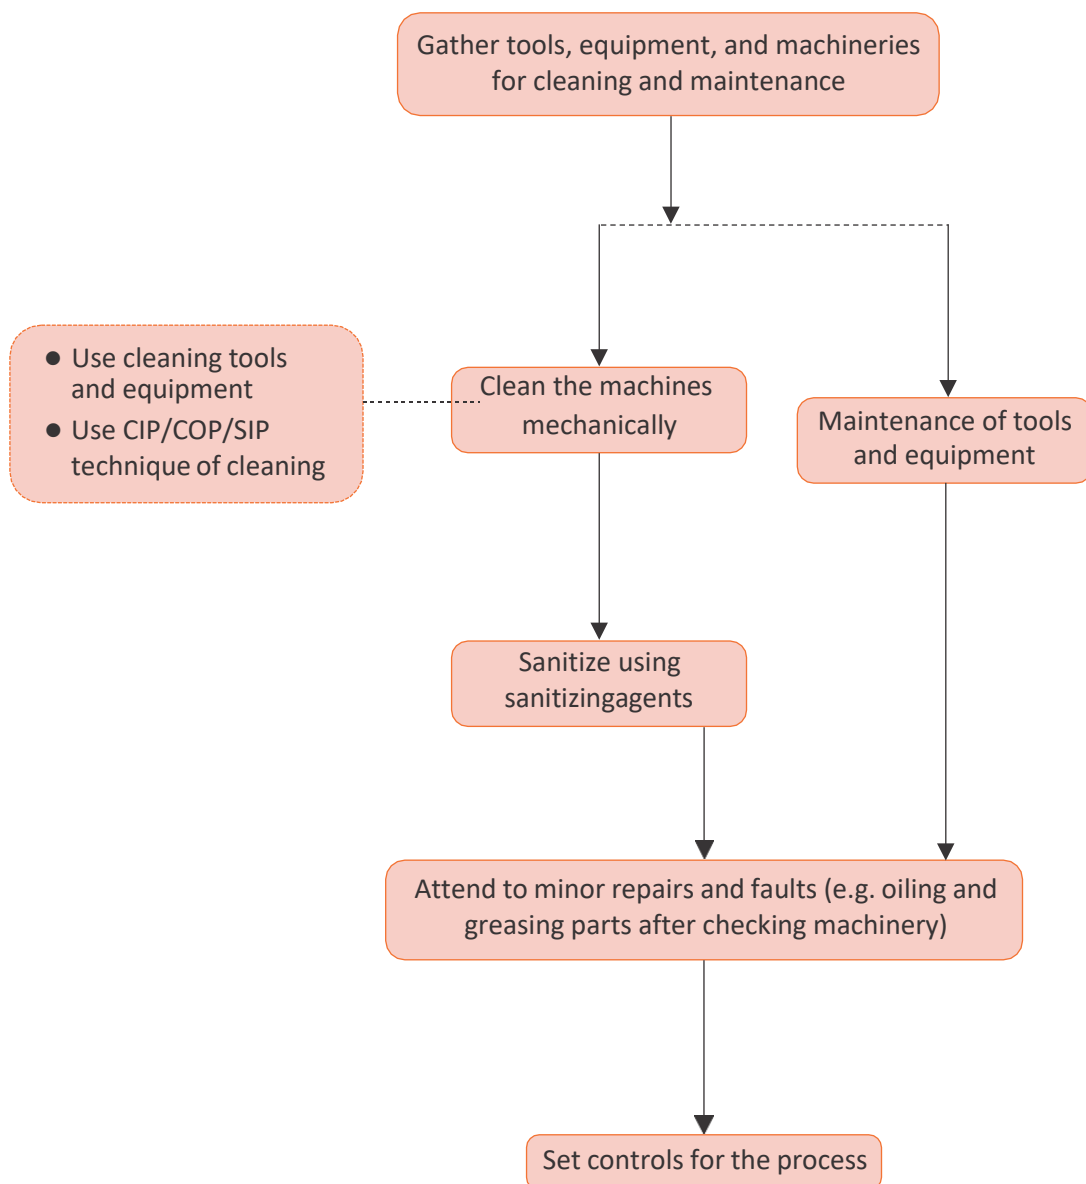 Gather tools, equipment, and machineries
for cleaning and maintenance
● Use cleaning tools
and equipment
● Use CIP/COP/SIP
technique of cleaning
Clean the machines
mechanically
Maintenance of tools
and equipment
Sanitize using
sanitizingagents
Attend to minor repairs and faults (e.g. oiling and
greasing parts after checking machinery)
Set controls for the process